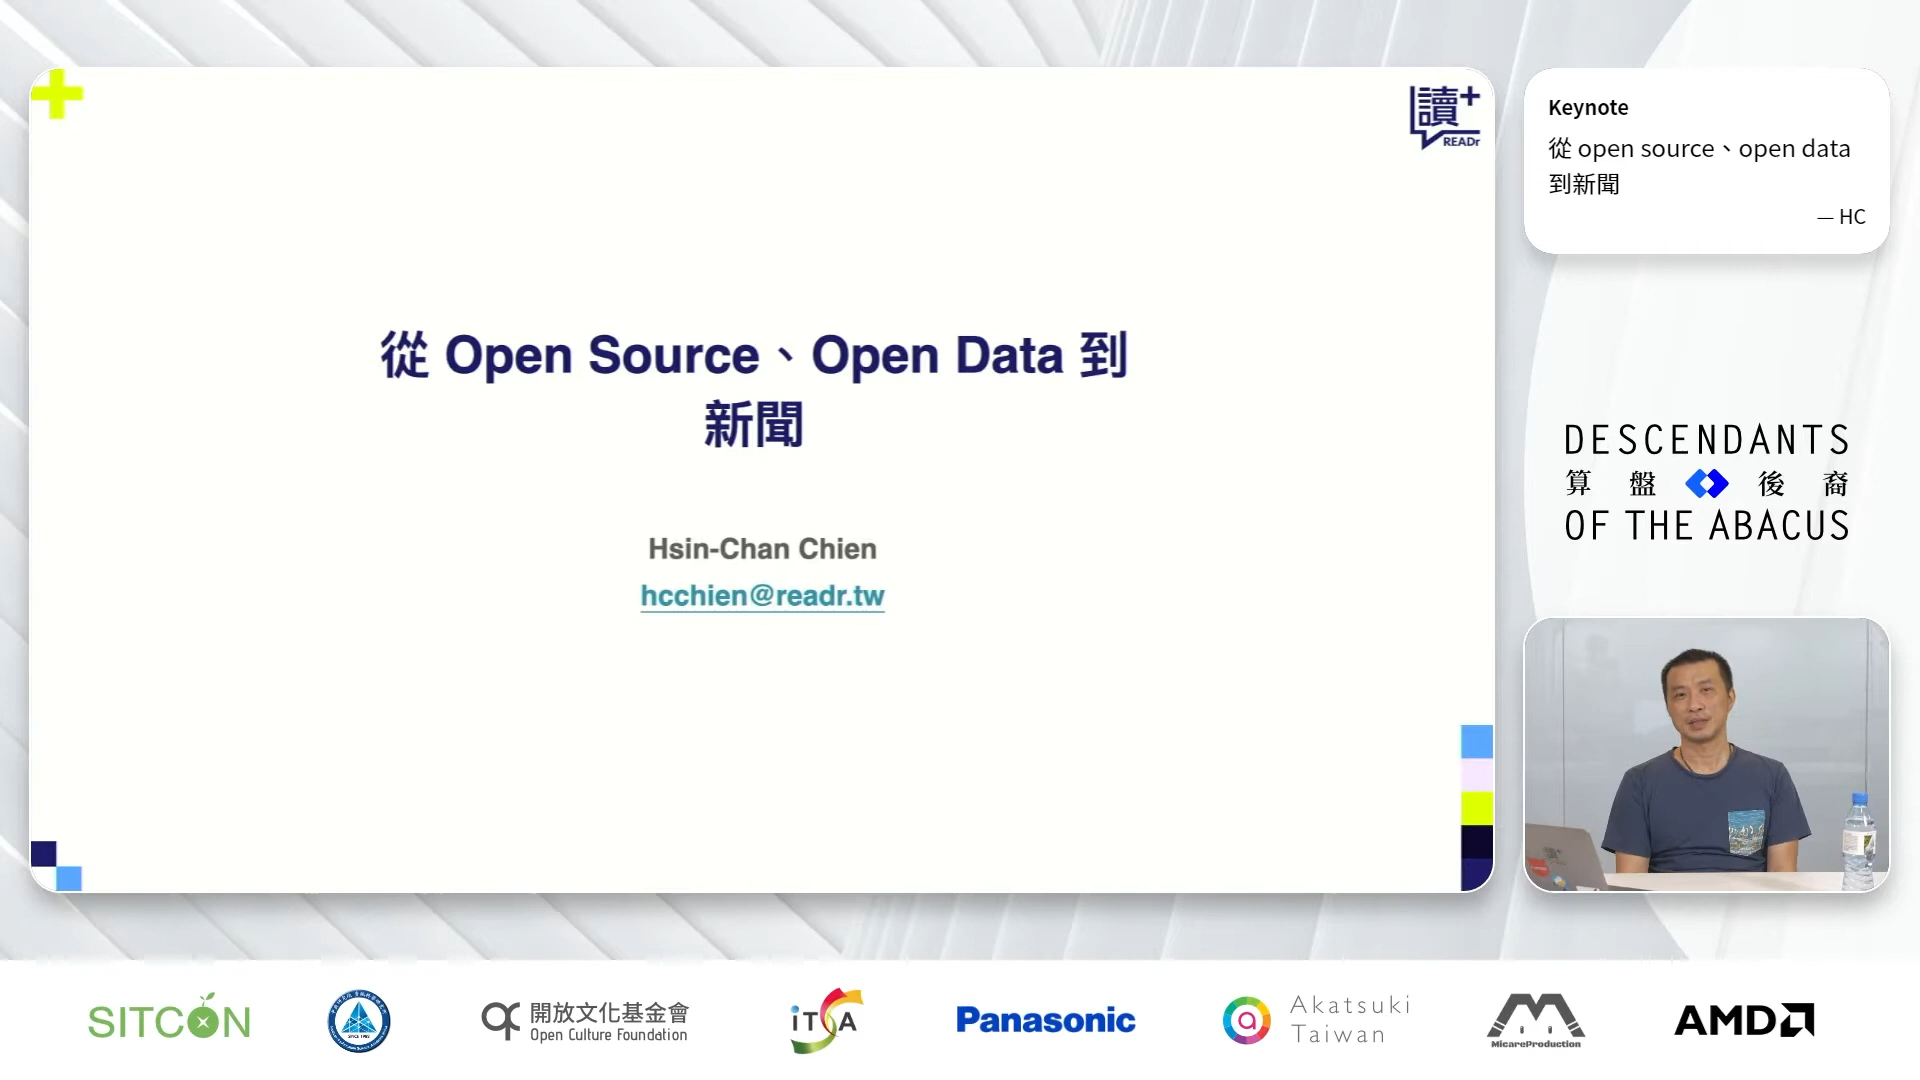 讀+
READr
從 Open Source、Open Data 到
新聞
Hsin-Chan Chien
hcchien@readr.tw
Keynote
從 open source、open data
到新聞
— HC
DESCENDANTS
算盤後裔
OF THE ABACUS
SITCON
SINCE 1982
開放文化基金會
Open Culture Foundation
iTSA
Panasonic
Akatsuki
Taiwan
MicareProduction
AMD